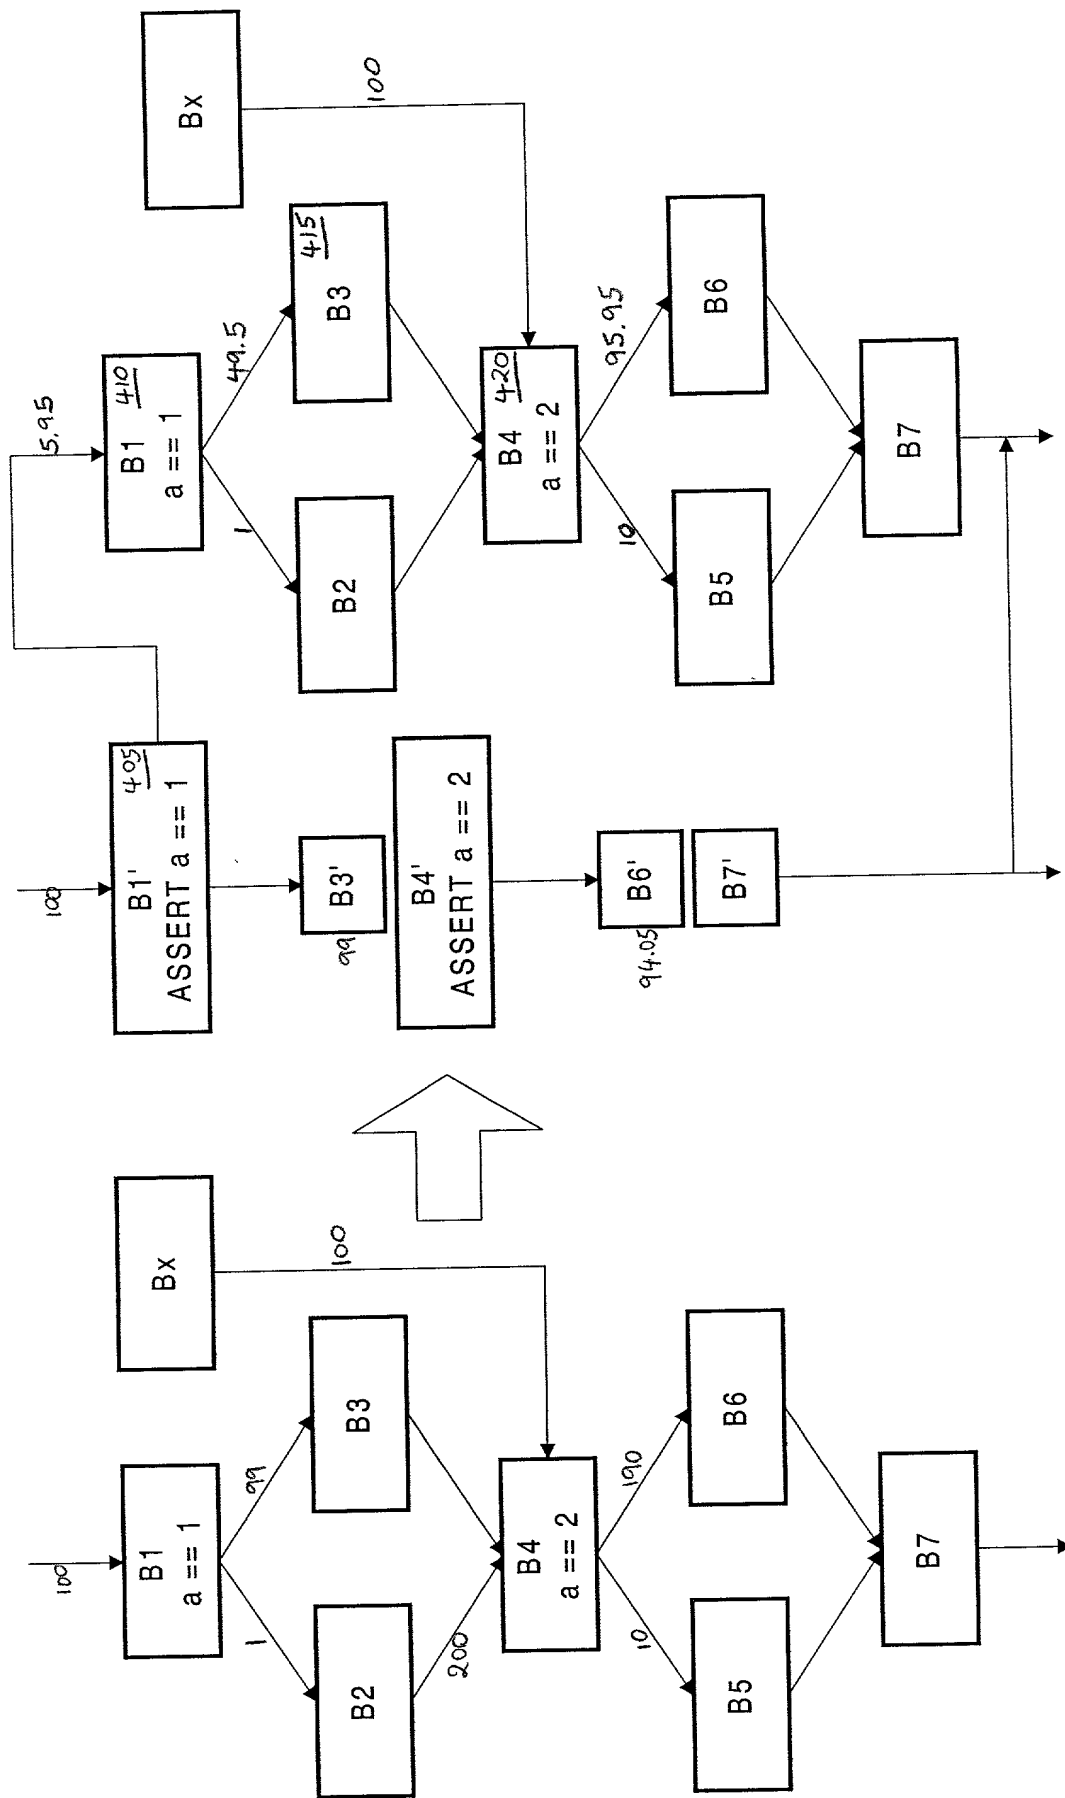 100
B1
a == 1
1
99
B2
B3
Bx
100
200
B4
a == 2
10
190
B5
B6
B7
100
B1'
405
ASSERT a == 1
99
B3'
B4'
ASSERT a == 2
94.05
B6'
B7'
5.95
B1
410
a == 1
1
49.5
B2
B3
415
Bx
100
B4
420
a == 2
10
95.95
B5
B6
B7